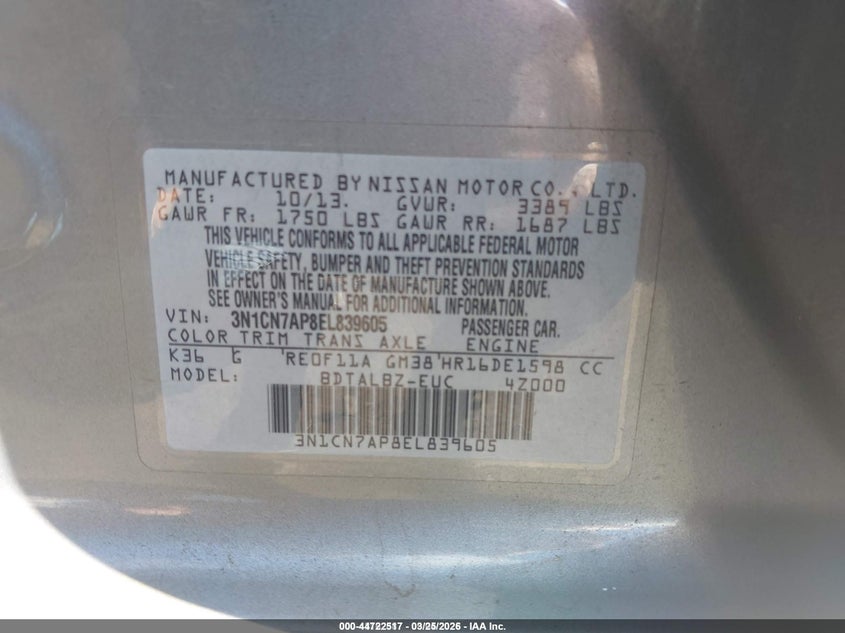 MANUFACTURED BY NISSAN MOTOR CO., LTD.
DATE: 10/13. GVWR: 3389 LBS
GAWR FR: 1750 LBS GAWR RR: 1687 LBS
THIS VEHICLE CONFORMS TO ALL APPLICABLE FEDERAL MOTOR
VEHICLE SAFETY, BUMPER AND THEFT PREVENTION STANDARDS
IN EFFECT ON THE DATE OF MANUFACTURE SHOWN ABOVE.
SEE OWNER'S MANUAL FOR ADDITIONAL INFORMATION.
VIN: 3N1CN7AP8EL839605 PASSENGER CAR.
COLOR TRIM TRANS AXLE ENGINE
K36 G RE0F11A GM38 HR16DE1598 CC
MODEL: BDTALBZ-EUC 4Z000
3N1CN7AP8EL839605
000-44722517 - 03/25/2026 - IAA Inc.